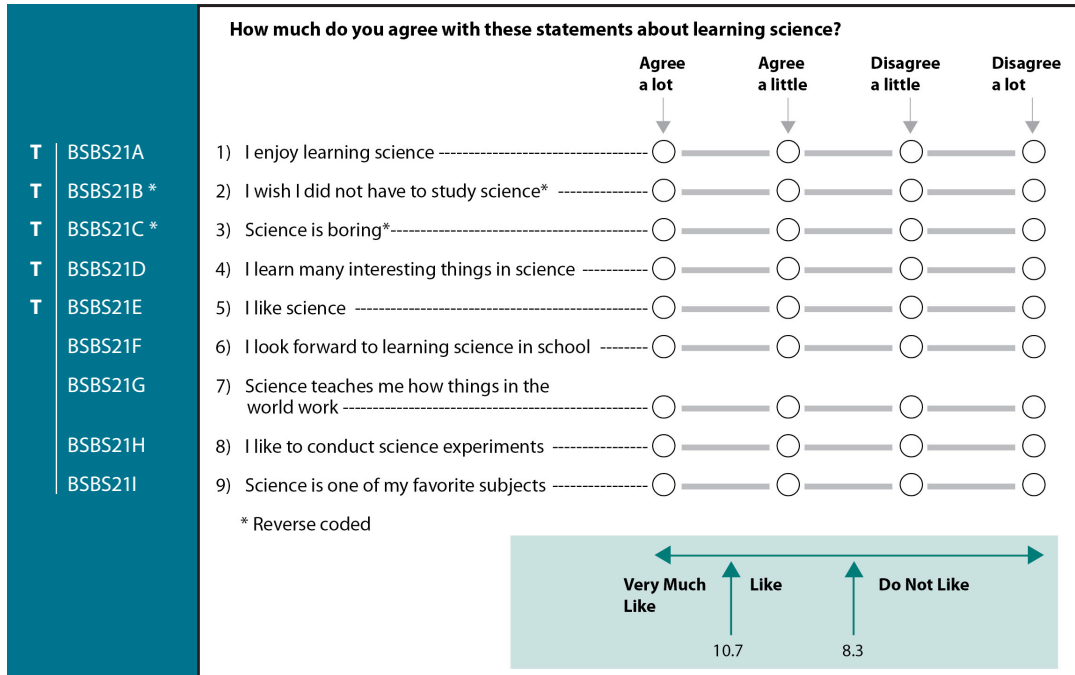 How much do you agree with these statements about learning science?
Agree a lot
Agree a little
Disagree a little
Disagree a lot
T BSBS21A 1) I enjoy learning science
T BSBS21B * 2) I wish I did not have to study science*
T BSBS21C * 3) Science is boring*
T BSBS21D 4) I learn many interesting things in science
T BSBS21E 5) I like science
BSBS21F 6) I look forward to learning science in school
BSBS21G 7) Science teaches me how things in the
world work
BSBS21H 8) I like to conduct science experiments
BSBS21I 9) Science is one of my favorite subjects
* Reverse coded
Very Much
Like
Like
Do Not Like
10.7
8.3